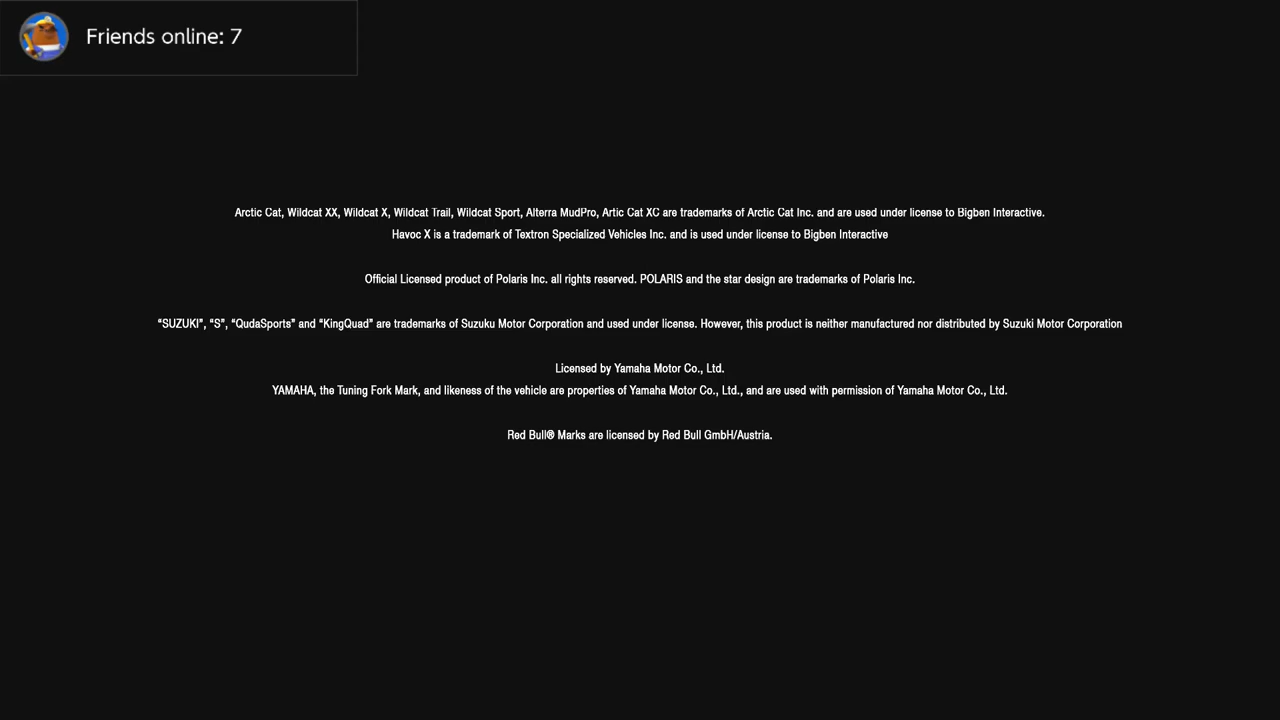 Friends online: 7
Arctic Cat, Wildcat XX, Wildcat X, Wildcat Trail, Wildcat Sport, Alterra MudPro, Artic Cat XC are trademarks of Arctic Cat Inc. and are used under license to Bigben Interactive.
Havoc X is a trademark of Textron Specialized Vehicles Inc. and is used under license to Bigben Interactive
Official Licensed product of Polaris Inc. all rights reserved. POLARIS and the star design are trademarks of Polaris Inc.
“SUZUKI”, “S”, “QudaSports” and “KingQuad” are trademarks of Suzuku Motor Corporation and used under license. However, this product is neither manufactured nor distributed by Suzuki Motor Corporation
Licensed by Yamaha Motor Co., Ltd.
YAMAHA, the Tuning Fork Mark, and likeness of the vehicle are properties of Yamaha Motor Co., Ltd., and are used with permission of Yamaha Motor Co., Ltd.
Red Bull® Marks are licensed by Red Bull GmbH/Austria.